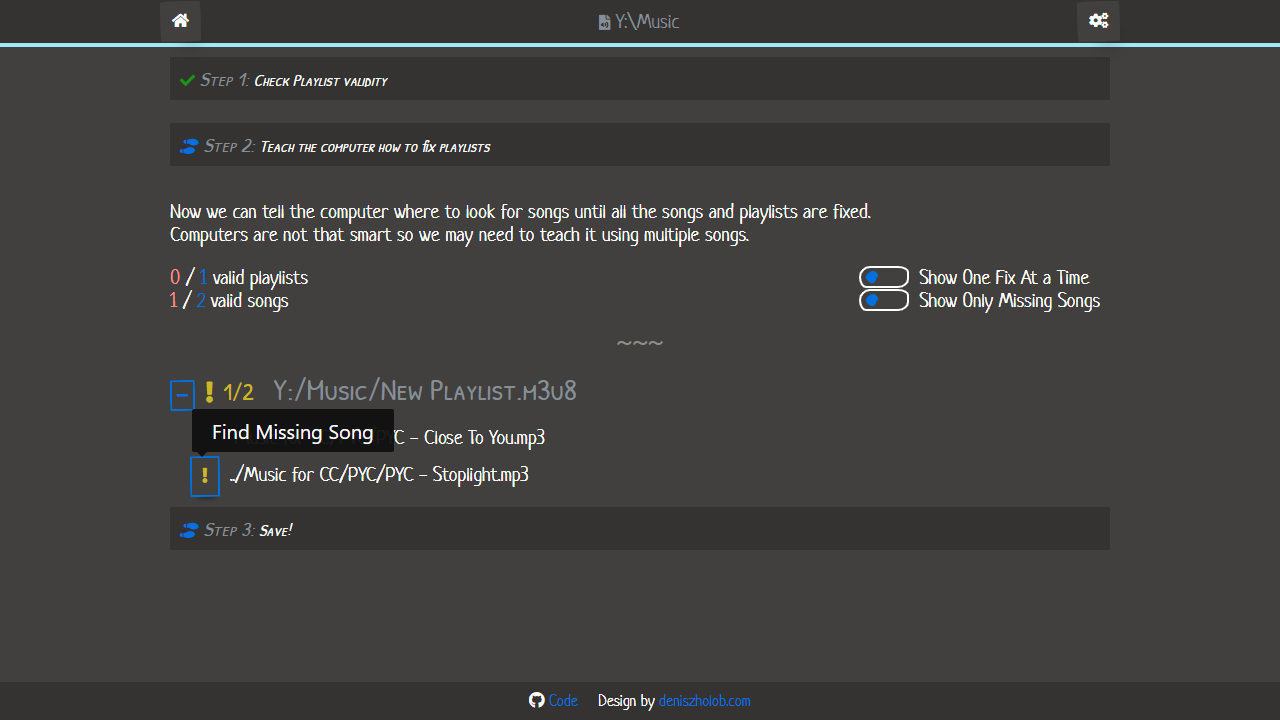 Y:\Music
Step 1: Check Playlist validity
Step 2: Teach the computer how to fix playlists
Now we can tell the computer where to look for songs until all the songs and playlists are fixed.
Computers are not that smart so we may need to teach it using multiple songs.
0 / 1 valid playlists
1 / 2 valid songs
Show One Fix At a Time
Show Only Missing Songs
~~~
! 1/2 Y:/Music/New Playlist.m3u8
Find Missing Song
YC - Close To You.mp3
! ../Music for CC/PYC/PYC - Stoplight.mp3
Step 3: Save!
Code Design by deniszholob.com